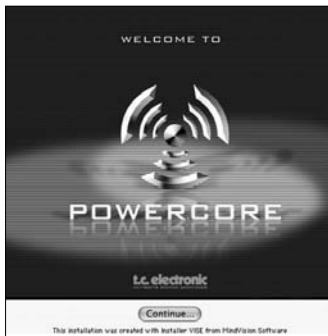 WELCOME TO
POWERCORE
t.c. electronic
Continue...
This installation was created with Installer VISE from MindVision Software